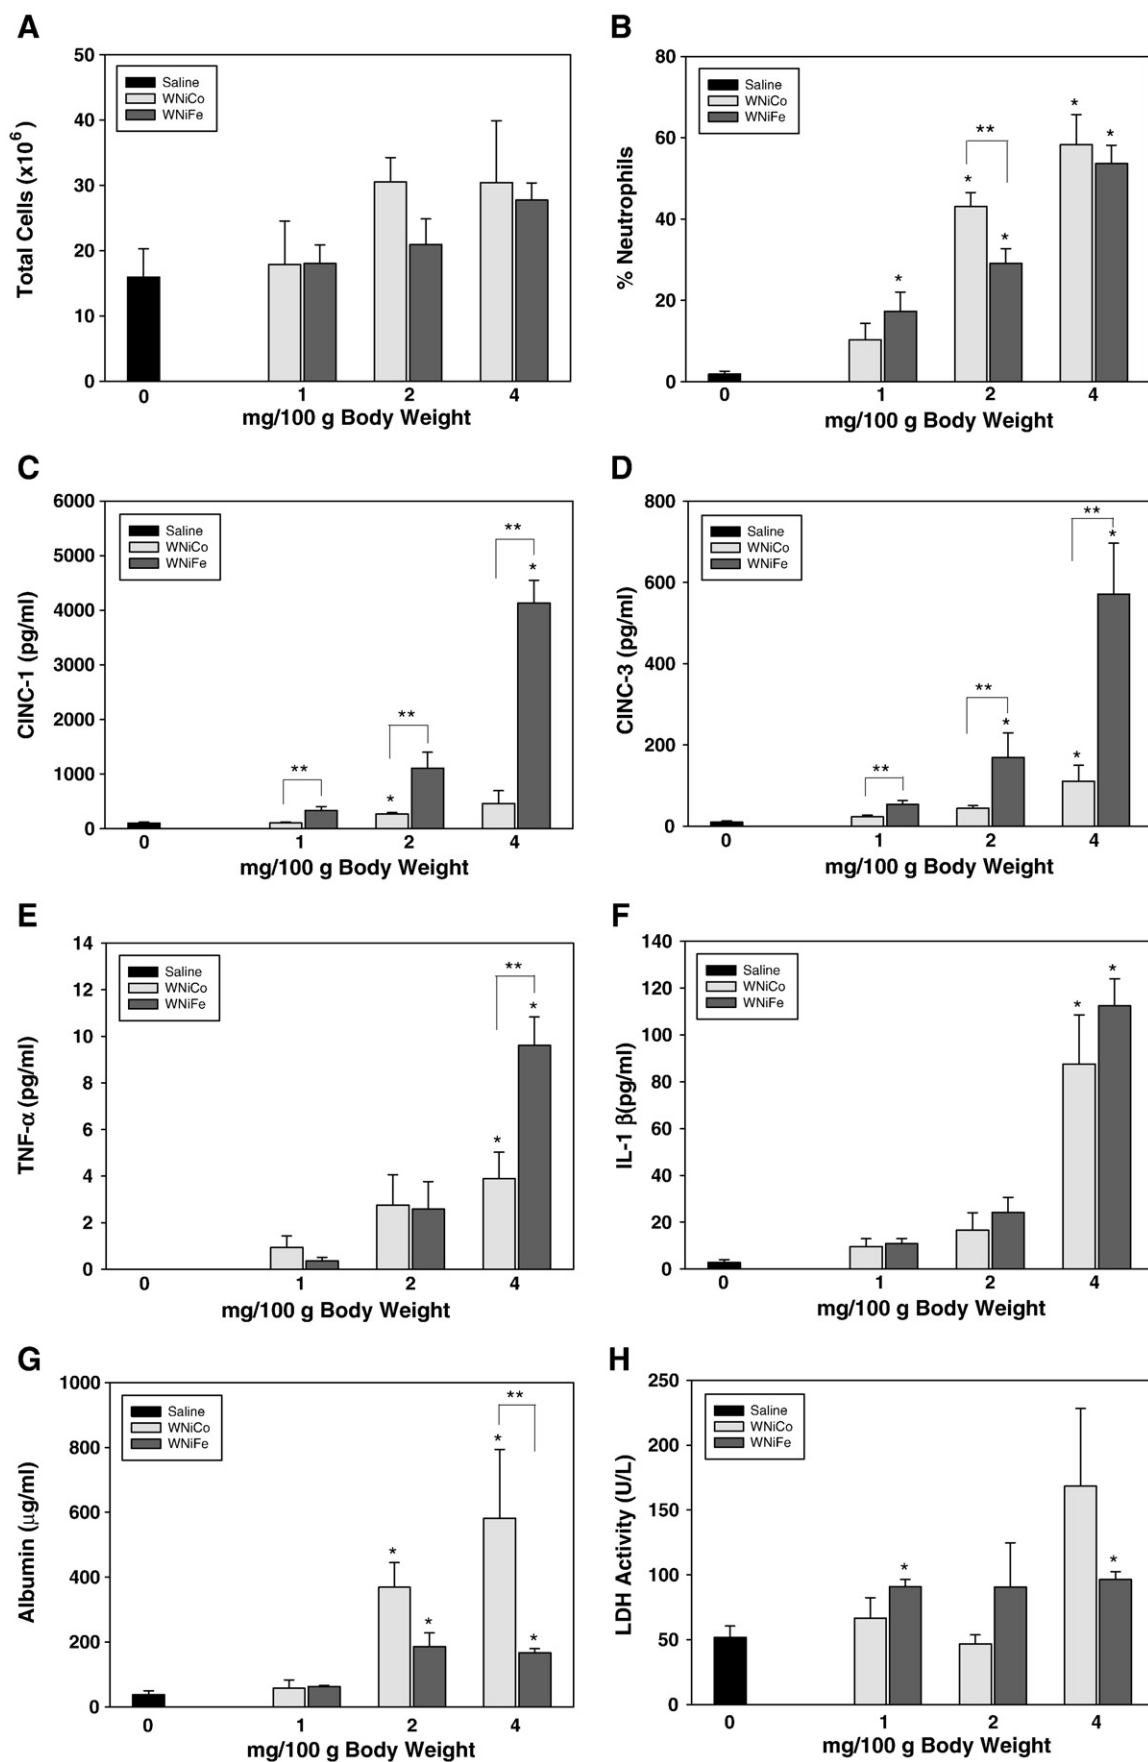 A
50
40
30
20
10
0
Total Cells (x10⁶)
Saline
WNiCo
WNiFe
0 1 2 4
mg/100 g Body Weight
B
80
60
40
20
0
% Neutrophils
Saline
WNiCo
WNiFe
*
**
*
*
*
*
0 1 2 4
mg/100 g Body Weight
C
6000
5000
4000
3000
2000
1000
0
CINC-1 (pg/ml)
Saline
WNiCo
WNiFe
**
**
*
**
*
0 1 2 4
mg/100 g Body Weight
D
800
600
400
200
0
CINC-3 (pg/ml)
Saline
WNiCo
WNiFe
**
**
*
**
*
*
0 1 2 4
mg/100 g Body Weight
E
14
12
10
8
6
4
2
0
TNF-α (pg/ml)
Saline
WNiCo
WNiFe
**
*
*
0 1 2 4
mg/100 g Body Weight
F
140
120
100
80
60
40
20
0
IL-1 β(pg/ml)
Saline
WNiCo
WNiFe
*
*
0 1 2 4
mg/100 g Body Weight
G
1000
800
600
400
200
0
Albumin (μg/ml)
Saline
WNiCo
WNiFe
**
*
*
*
*
0 1 2 4
mg/100 g Body Weight
H
250
200
150
100
50
0
LDH Activity (U/L)
Saline
WNiCo
WNiFe
*
*
0 1 2 4
mg/100 g Body Weight